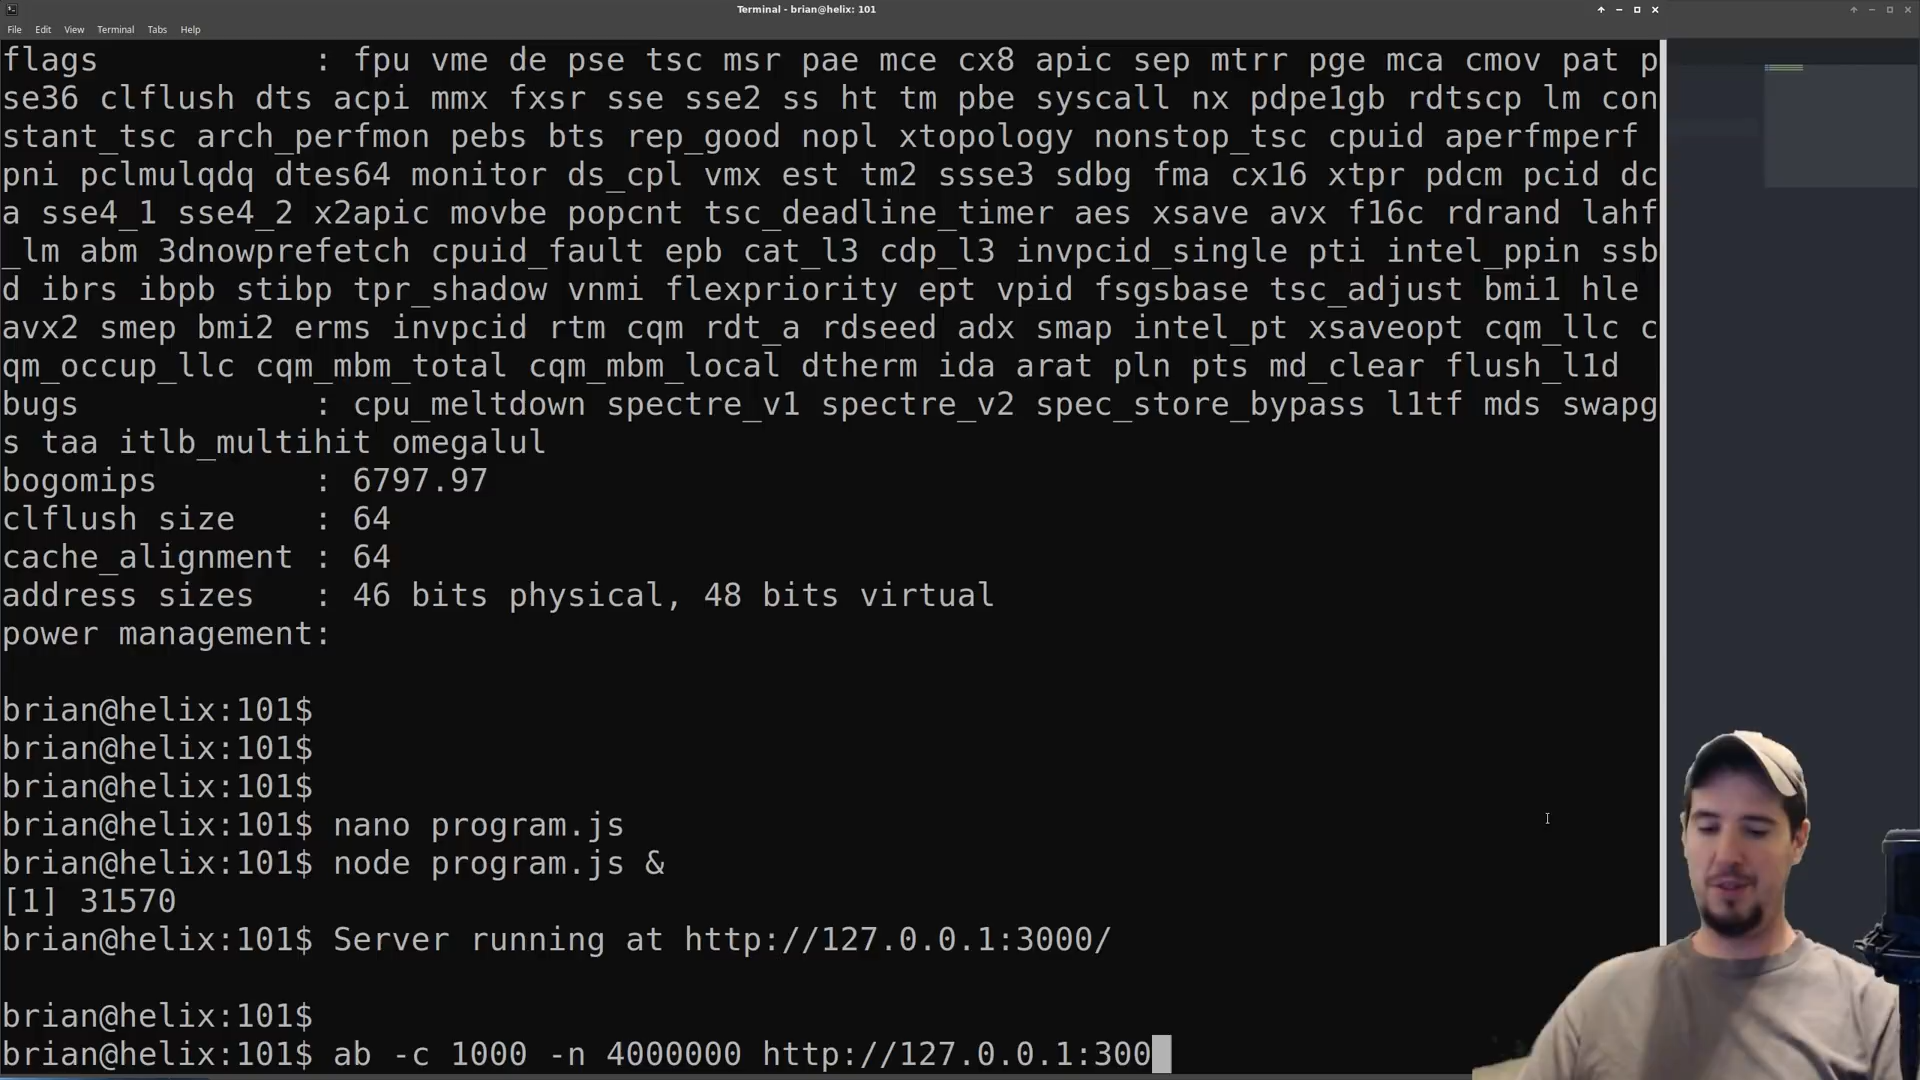 Terminal - brian@helix: 101
File Edit View Terminal Tabs Help
flags : fpu vme de pse tsc msr pae mce cx8 apic sep mtrr pge mca cmov pat p
se36 clflush dts acpi mmx fxsr sse sse2 ss ht tm pbe syscall nx pdpe1gb rdtscp lm con
stant_tsc arch_perfmon pebs bts rep_good nopl xtopology nonstop_tsc cpuid aperfmperf
pni pclmulqdq dtes64 monitor ds_cpl vmx est tm2 ssse3 sdbg fma cx16 xtpr pdcm pcid dc
a sse4_1 sse4_2 x2apic movbe popcnt tsc_deadline_timer aes xsave avx f16c rdrand lahf
_lm abm 3dnowprefetch cpuid_fault epb cat_l3 cdp_l3 invpcid_single pti intel_ppin ssb
d ibrs ibpb stibp tpr_shadow vnmi flexpriority ept vpid fsgsbase tsc_adjust bmi1 hle
avx2 smep bmi2 erms invpcid rtm cqm rdt_a rdseed adx smap intel_pt xsaveopt cqm_llc c
qm_occup_llc cqm_mbm_total cqm_mbm_local dtherm ida arat pln pts md_clear flush_l1d
bugs : cpu_meltdown spectre_v1 spectre_v2 spec_store_bypass l1tf mds swapg
s taa itlb_multihit omegalul
bogomips : 6797.97
clflush size : 64
cache_alignment : 64
address sizes : 46 bits physical, 48 bits virtual
power management:
brian@helix:101$
brian@helix:101$
brian@helix:101$
brian@helix:101$ nano program.js
brian@helix:101$ node program.js &
[1] 31570
brian@helix:101$ Server running at http://127.0.0.1:3000/
brian@helix:101$
brian@helix:101$ ab -c 1000 -n 4000000 http://127.0.0.1:300